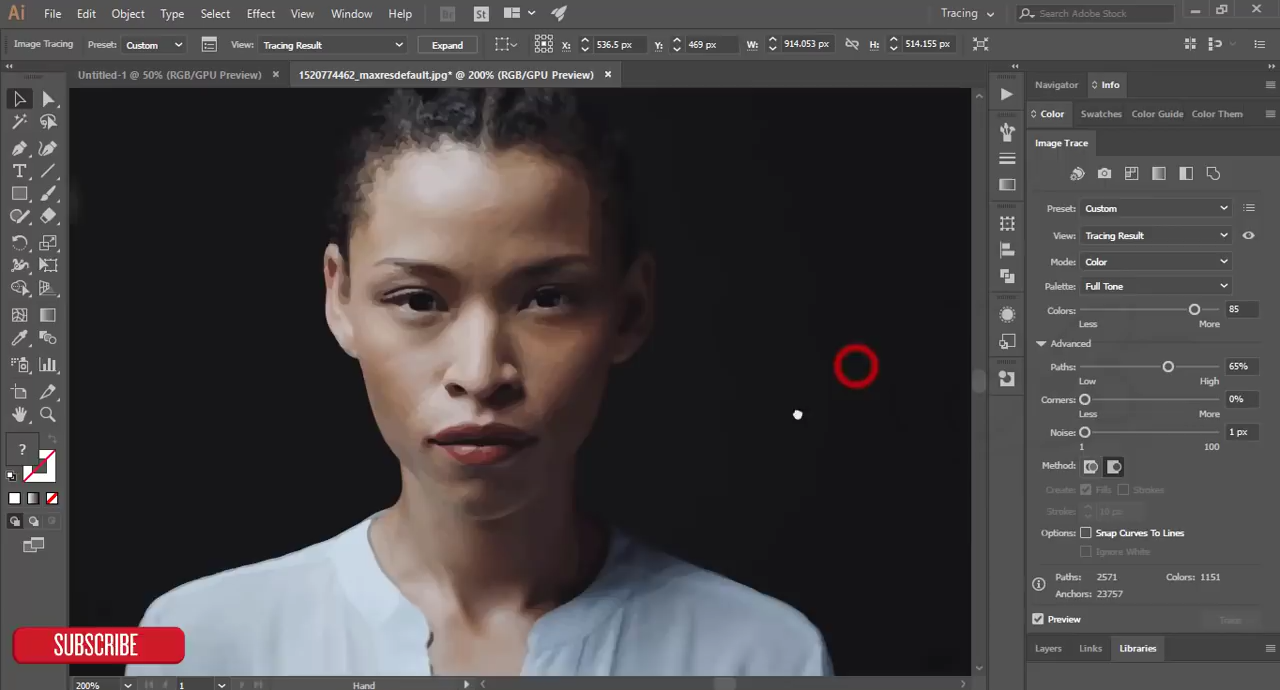 Ai File Edit Object Type Select Effect View Window Help Br St Tracing Search Adobe Stock
Image Tracing Preset: Custom View: Tracing Result Expand X: 536.5 px Y: 469 px W: 914.053 px H: 514.155 px
Untitled-1 @ 50% (RGB/GPU Preview) × 1520774462_maxresdefault.jpg* @ 200% (RGB/GPU Preview) ×
Navigator Info
Color Swatches Color Guide Color Them
Image Trace
Preset: Custom
View: Tracing Result
Mode: Color
Palette: Full Tone
Colors: 85
Less More
Advanced
Paths: 65%
Low High
Corners: 0%
Less More
Noise: 1 px
1 100
Method:
Create: Fills Strokes
Stroke: 10 px
Options: Snap Curves To Lines
Ignore White
Paths: 2571 Colors: 1151
Anchors: 23757
Preview Trace
Layers Links Libraries
?
SUBSCRIBE
200% 1 Hand